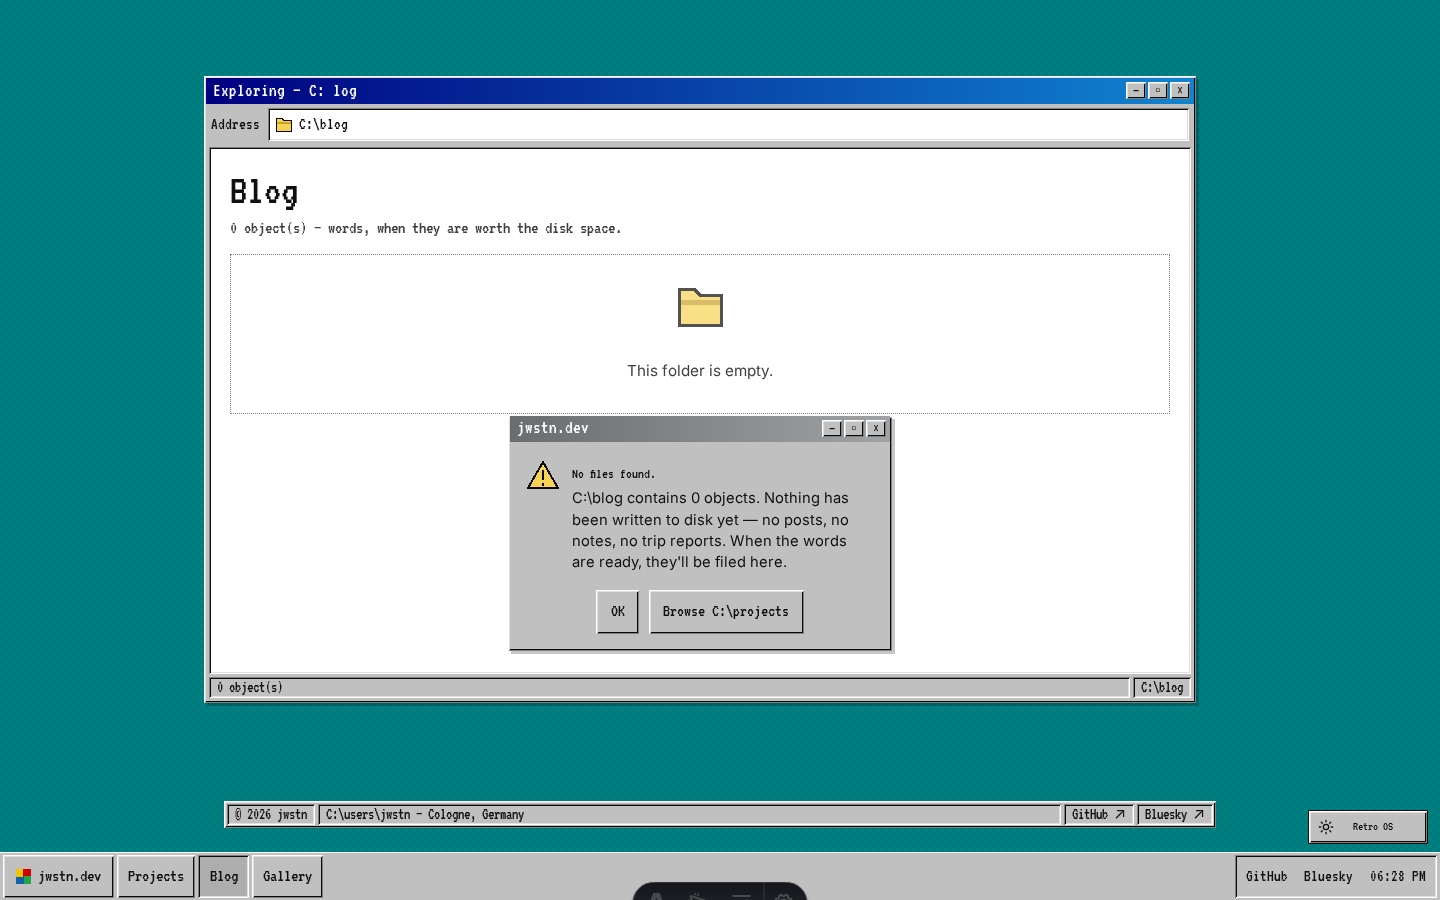 Exploring - C: log
Address C:\blog
Blog
0 object(s) - words, when they are worth the disk space.
This folder is empty.
jwstn.dev
No files found.
C:\blog contains 0 objects. Nothing has
been written to disk yet — no posts, no
notes, no trip reports. When the words
are ready, they'll be filed here.
OK Browse C:\projects
0 object(s) C:\blog
© 2026 jwstn C:\users\jwstn - Cologne, Germany GitHub ↗ Bluesky ↗
Retro OS
jwstn.dev Projects Blog Gallery GitHub Bluesky 06:28 PM